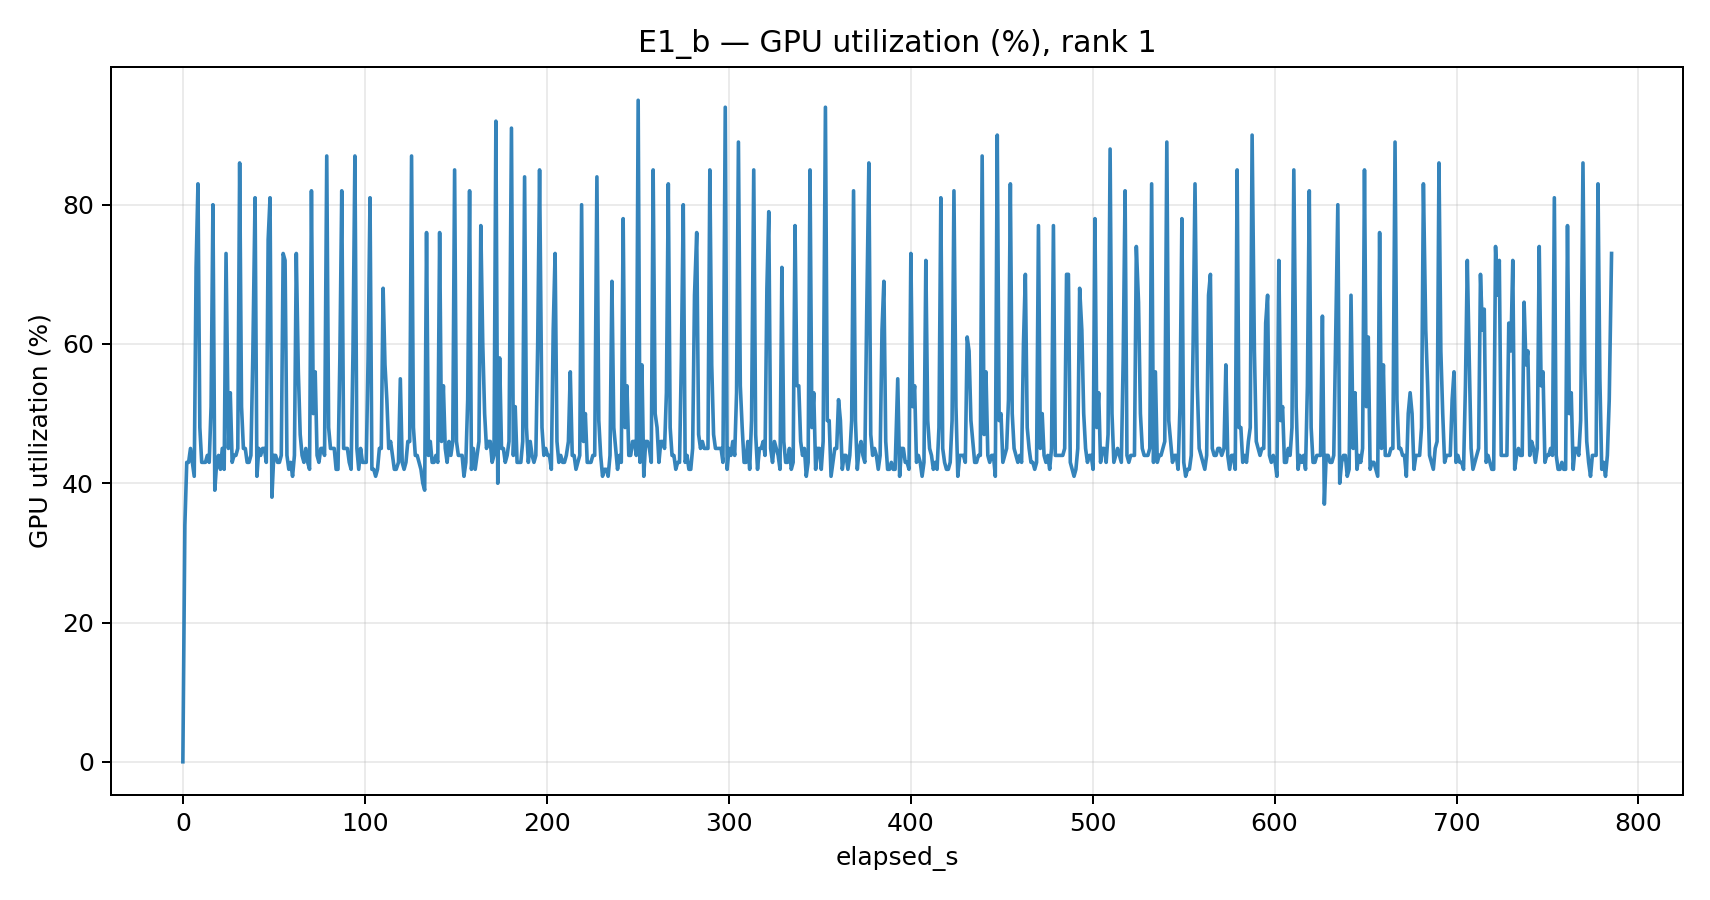 E1_b — GPU utilization (%), rank 1
GPU utilization (%)
80
60
40
20
0
0 100 200 300 400 500 600 700 800
elapsed_s